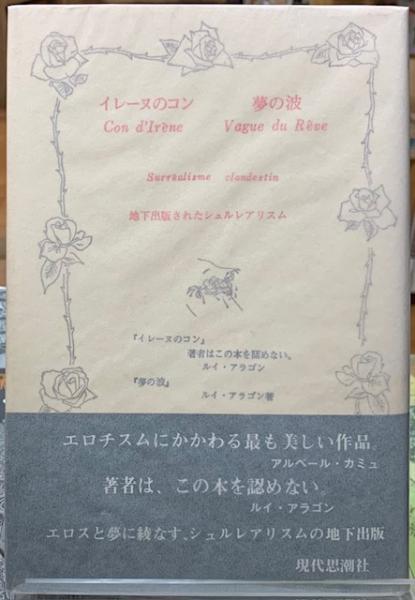 イレーヌのコン　夢の波
Con d'Irène　Vague du Rêve
Surréalisme clandestin
地下出版されたシュルレアリスム
『イレーヌのコン』
著者はこの本を認めない。
ルイ・アラゴン
『夢の波』　ルイ・アラゴン著
エロチスムにかかわる最も美しい作品。
アルベール・カミュ
著者は、この本を認めない。
ルイ・アラゴン
エロスと夢に綾なす、シュルレアリスムの地下出版
現代思潮社